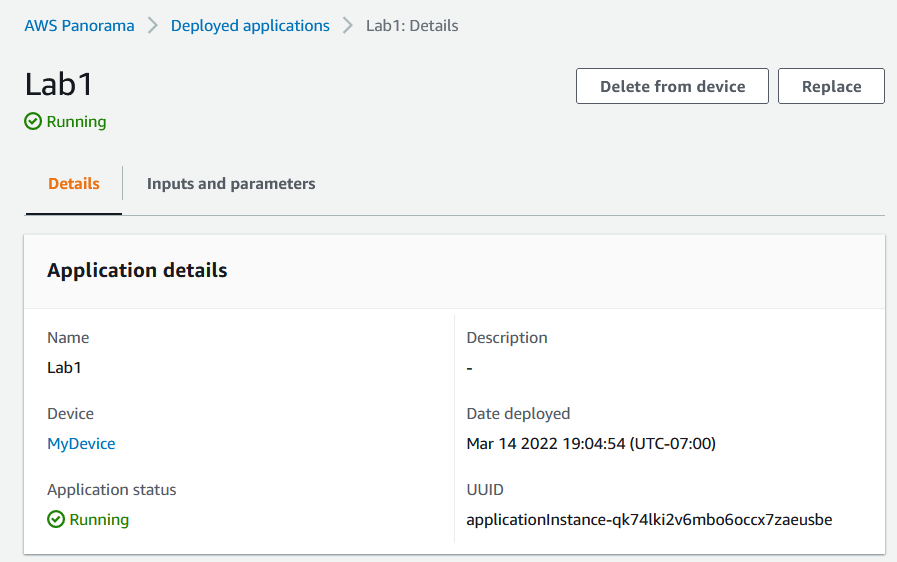 AWS Panorama > Deployed applications > Lab1: Details
Lab1
Delete from device
Replace
Running
Details
Inputs and parameters
Application details
Name
Lab1
Description
-
Device
MyDevice
Date deployed
Mar 14 2022 19:04:54 (UTC-07:00)
Application status
Running
UUID
applicationInstance-qk74lki2v6mbo6occx7zaeusbe